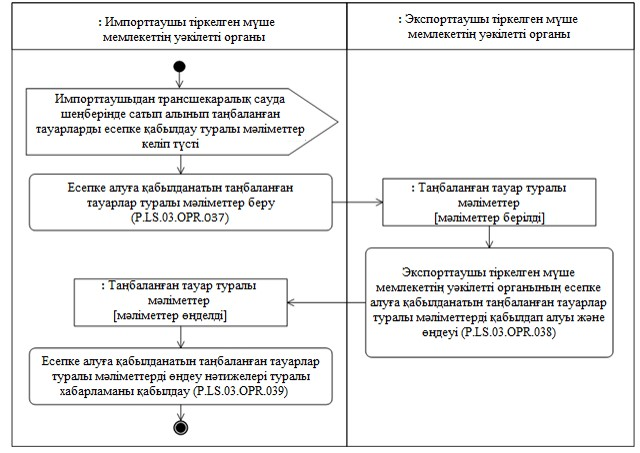 : Импорттаушы тіркелген мүше
мемлекеттің уәкілетті органы
: Экспорттаушы тіркелген мүше
мемлекеттің уәкілетті органы
Импорттаушыдан трансшекаралық сауда
шеңберінде сатып алынып таңбаланған
тауарларды есепке қабылдау туралы мәліметтер
келіп түсті
Есепке алуға қабылданатын таңбаланған
тауарлар туралы мәліметтер беру
(P.LS.03.OPR.037)
: Таңбаланған тауар туралы
мәліметтер
[мәліметтер берілді]
Экспорттаушы тіркелген мүше
мемлекеттің уәкілетті органының есепке
алуға қабылданатын таңбаланған тауарлар
туралы мәліметтерді қабылдап алуы және
өңдеуі (P.LS.03.OPR.038)
: Таңбаланған тауар туралы
мәліметтер
[мәліметтер өңделді]
Есепке алуға қабылданатын таңбаланған тауарлар
туралы мәліметтерді өңдеу нәтижелері туралы
хабарламаны қабылдау (P.LS.03.OPR.039)